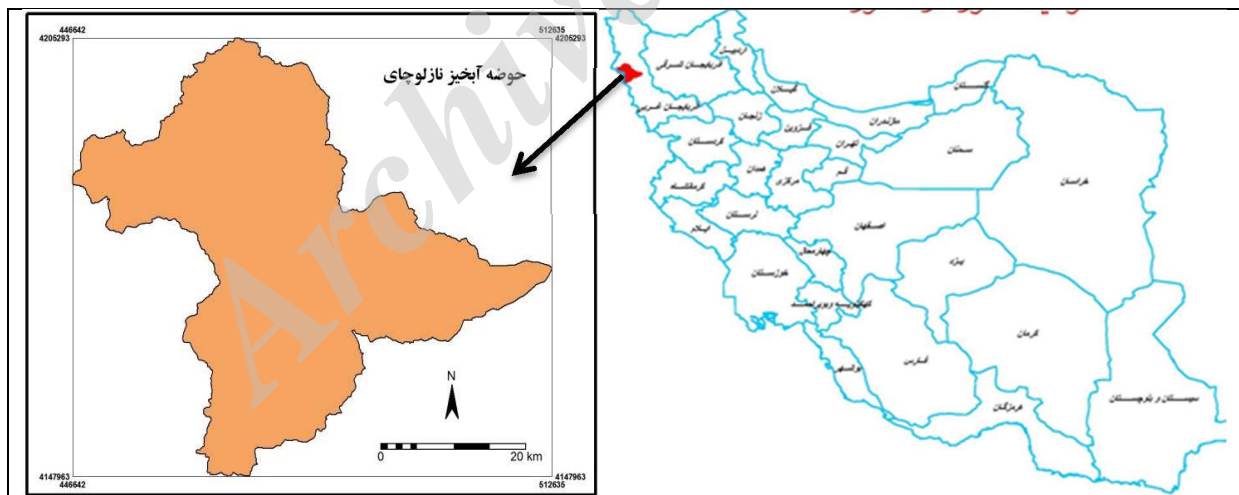 446642
512635
4205293
4205293
حوضه آبخیز نازلوچای
N
0
20 km
4147963
4147963
446642
512635
اردبیل
آذربایجان شرقی
گیلان
گلستان
آذربایجان غربی
زنجان
قزوین
مازندران
کردستان
تهران
سمنان
همدان
مرکزی
قم
خراسان
کرمانشاه
لرستان
ایلام
اصفهان
چهارمحال
یزد
خوزستان
کهکیلویه و بویراحمد
کرمان
فارس
بوشهر
سیستان و بلوچستان
هرمزگان
Archive